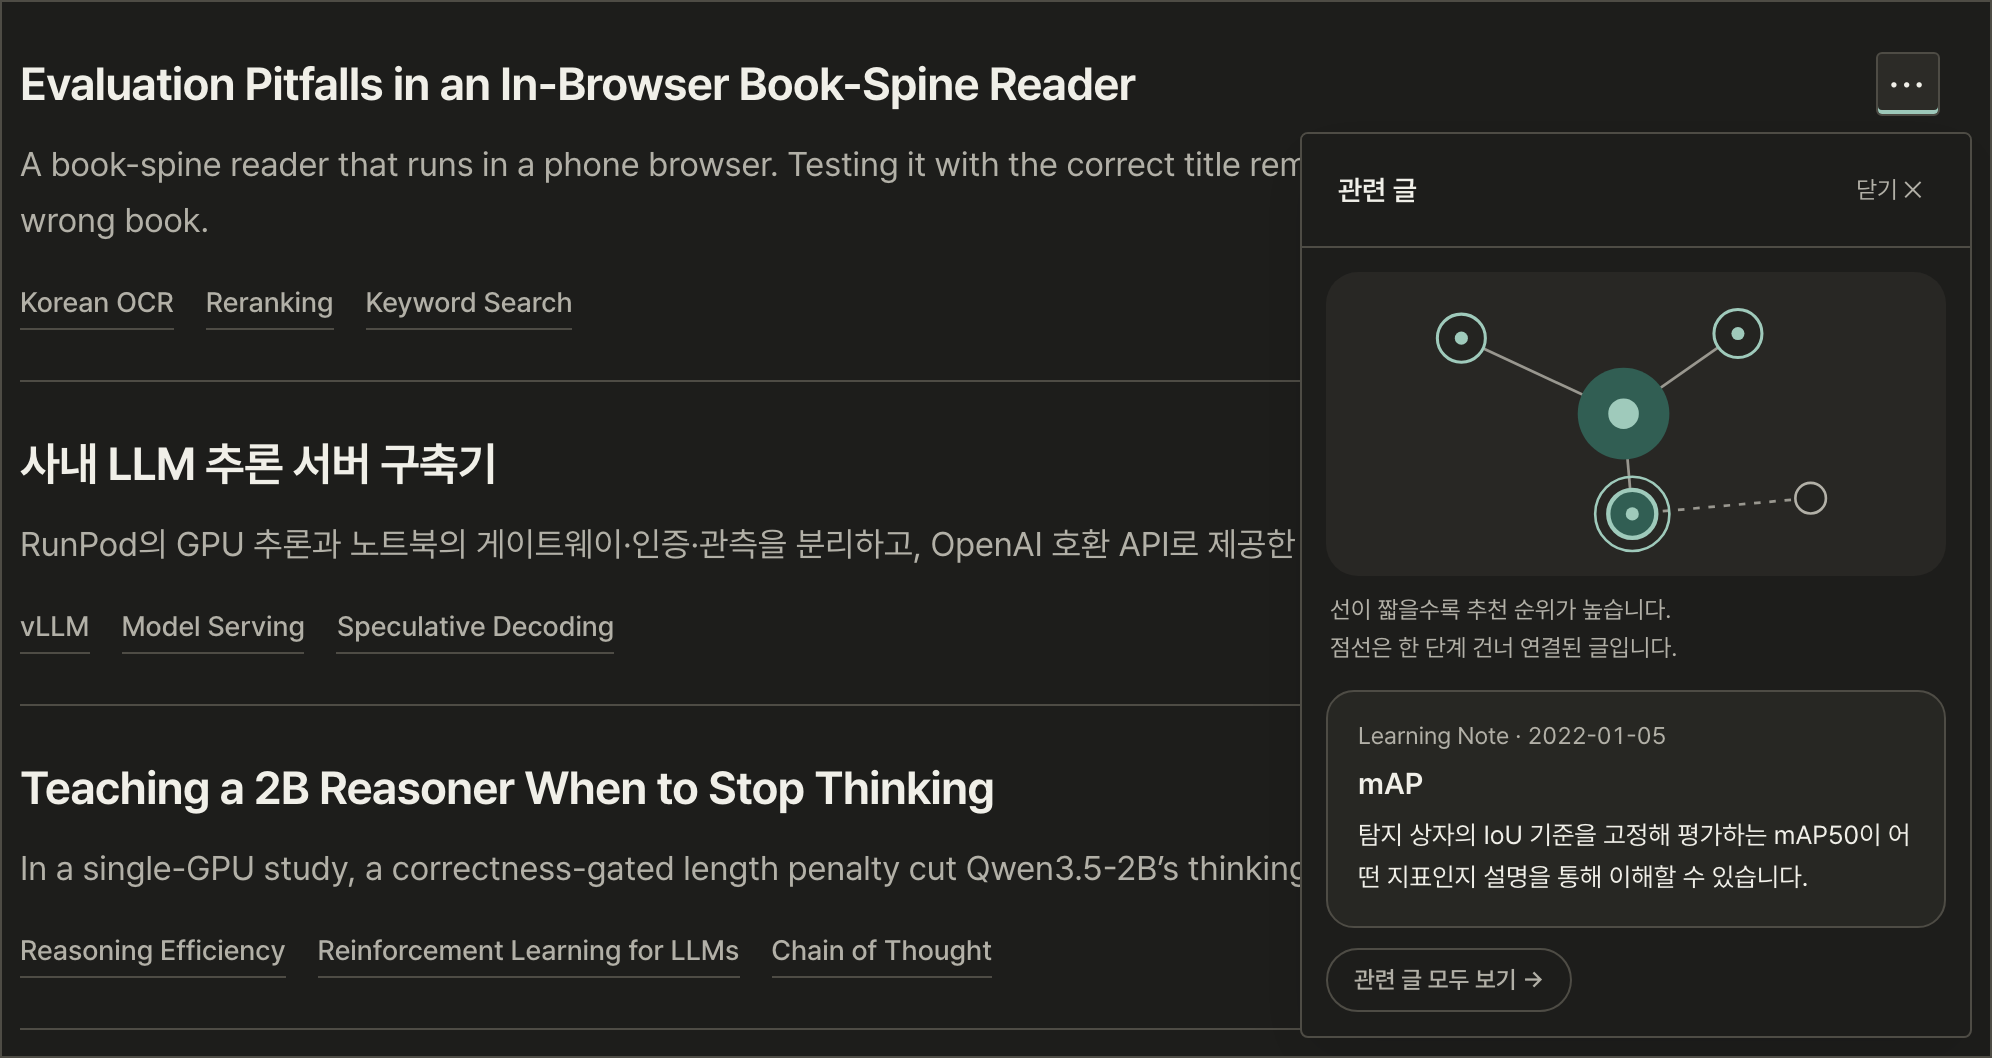 Evaluation Pitfalls in an In-Browser Book-Spine Reader
A book-spine reader that runs in a phone browser. Testing it with the correct title
wrong book.
Korean OCR Reranking Keyword Search
사내 LLM 추론 서버 구축기
RunPod의 GPU 추론과 노트북의 게이트웨이·인증·관측을 분리하고, OpenAI 호환 API로 제공한
vLLM Model Serving Speculative Decoding
Teaching a 2B Reasoner When to Stop Thinking
In a single-GPU study, a correctness-gated length penalty cut Qwen3.5-2B’s thinking
Reasoning Efficiency Reinforcement Learning for LLMs Chain of Thought
관련 글
닫기 ×
선이 짧을수록 추천 순위가 높습니다.
점선은 한 단계 건너 연결된 글입니다.
Learning Note · 2022-01-05
mAP
탐지 상자의 IoU 기준을 고정해 평가하는 mAP50이 어
떤 지표인지 설명을 통해 이해할 수 있습니다.
관련 글 모두 보기 →